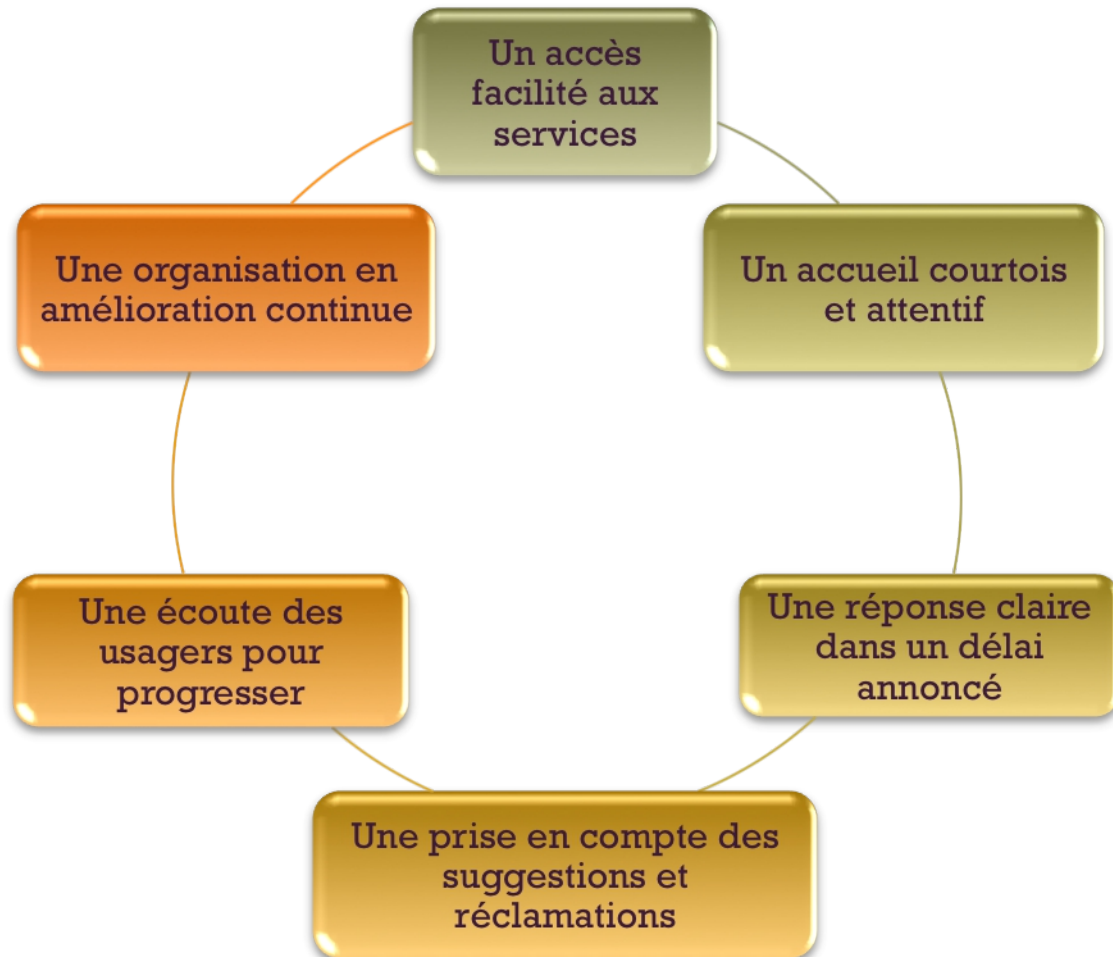 Un accès
facilité aux
services
Un accueil courtois
et attentif
Une réponse claire
dans un délai
annoncé
Une prise en compte des
suggestions et
réclamations
Une écoute des
usagers pour
progresser
Une organisation en
amélioration continue